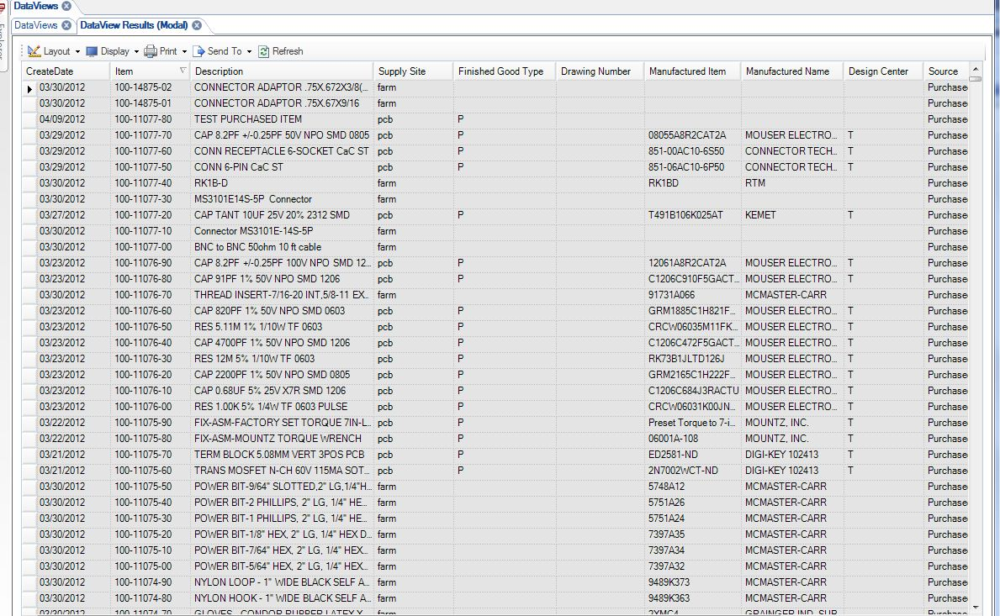 DataViews
DataViews DataView Results (Modal)
Layout Display Print Send To Refresh
CreateDate Item Description Supply Site Finished Good Type Drawing Number Manufactured Item Manufactured Name Design Center Source
03/30/2012 100-14875-02 CONNECTOR ADAPTOR .75X.672X3/8(... farm Purchase
03/30/2012 100-14875-01 CONNECTOR ADAPTOR .75X.67X9/16 farm Purchase
04/09/2012 100-11077-80 TEST PURCHASED ITEM pcb P Purchase
03/29/2012 100-11077-70 CAP 8.2PF +/-0.25PF 50V NPO SMD 0805 pcb P 08055A8R2CAT2A MOUSER ELECTRO... T Purchase
03/29/2012 100-11077-60 CONN RECEPTACLE 6-SOCKET CaC ST pcb P 851-00AC10-6S50 CONNECTOR TECH... T Purchase
03/29/2012 100-11077-50 CONN 6-PIN CaC ST pcb P 851-06AC10-6P50 CONNECTOR TECH... T Purchase
03/30/2012 100-11077-40 RK1B-D farm RK1BD RTM Purchase
03/30/2012 100-11077-30 MS3101E14S-5P Connector farm Purchase
03/27/2012 100-11077-20 CAP TANT 10UF 25V 20% 2312 SMD pcb P T491B106K025AT KEMET T Purchase
03/30/2012 100-11077-10 Connector MS3101E-14S-5P farm Purchase
03/30/2012 100-11077-00 BNC to BNC 50ohm 10 ft cable farm Purchase
03/23/2012 100-11076-90 CAP 8.2PF +/-0.25PF 100V NPO SMD 12... pcb P 12061A8R2CAT2A MOUSER ELECTRO... T Purchase
03/23/2012 100-11076-80 CAP 91PF 1% 50V NPO SMD 1206 pcb P C1206C910F5GACT... MOUSER ELECTRO... T Purchase
03/30/2012 100-11076-70 THREAD INSERT-7/16-20 INT,5/8-11 EX... farm 91731A066 MCMASTER-CARR Purchase
03/23/2012 100-11076-60 CAP 820PF 1% 50V NPO SMD 0603 pcb P GRM1885C1H821F... MOUSER ELECTRO... T Purchase
03/23/2012 100-11076-50 RES 5.11M 1% 1/10W TF 0603 pcb P CRCW06035M11FK... MOUSER ELECTRO... T Purchase
03/23/2012 100-11076-40 CAP 4700PF 1% 50V NPO SMD 1206 pcb P C1206C472F5GACT... MOUSER ELECTRO... T Purchase
03/23/2012 100-11076-30 RES 12M 5% 1/10W TF 0603 pcb P RK73B1JLTD126J MOUSER ELECTRO... T Purchase
03/23/2012 100-11076-20 CAP 2200PF 1% 50V NPO SMD 0805 pcb P GRM2165C1H222F... MOUSER ELECTRO... T Purchase
03/23/2012 100-11076-10 CAP 0.68UF 5% 25V X7R SMD 1206 pcb P C1206C684J3RACTU MOUSER ELECTRO... T Purchase
03/23/2012 100-11076-00 RES 1.00K 5% 1/4W TF 0603 PULSE pcb P CRCW06031K00JN... MOUSER ELECTRO... T Purchase
03/22/2012 100-11075-90 FIX-ASM-FACTORY SET TORQUE 7IN-L... pcb P Preset Torque to 7-i... MOUNTZ, INC. T Purchase
03/22/2012 100-11075-80 FIX-ASM-MOUNTZ TORQUE WRENCH pcb P 06001A-108 MOUNTZ, INC. T Purchase
03/21/2012 100-11075-70 TERM BLOCK 5.08MM VERT 3POS PCB pcb P ED2581-ND DIGI-KEY 102413 T Purchase
03/21/2012 100-11075-60 TRANS MOSFET N-CH 60V 115MA SOT... pcb P 2N7002WCT-ND DIGI-KEY 102413 T Purchase
03/30/2012 100-11075-50 POWER BIT-9/64" SLOTTED,2" LG,1/4"H... farm 5748A12 MCMASTER-CARR Purchase
03/30/2012 100-11075-40 POWER BIT-2 PHILLIPS, 2" LG, 1/4" HE... farm 5751A26 MCMASTER-CARR Purchase
03/30/2012 100-11075-30 POWER BIT-1 PHILLIPS, 2" LG, 1/4" HE... farm 5751A24 MCMASTER-CARR Purchase
03/30/2012 100-11075-20 POWER BIT-1/8" HEX, 2" LG, 1/4" HEX D... farm 7397A35 MCMASTER-CARR Purchase
03/30/2012 100-11075-10 POWER BIT-7/64" HEX, 2" LG, 1/4" HEX... farm 7397A34 MCMASTER-CARR Purchase
03/30/2012 100-11075-00 POWER BIT-5/64" HEX, 2" LG, 1/4" HEX... farm 7397A32 MCMASTER-CARR Purchase
03/30/2012 100-11074-90 NYLON LOOP - 1" WIDE BLACK SELF A... farm 9489K373 MCMASTER-CARR Purchase
03/30/2012 100-11074-80 NYLON HOOK - 1" WIDE BLACK SELF A... farm 9489K363 MCMASTER-CARR Purchase
03/30/2012 100-11074-70 GLOVES - CONDOR RUBBER LATEX X... farm 2XMC4 GRAINGER IND. SUP... Purchase